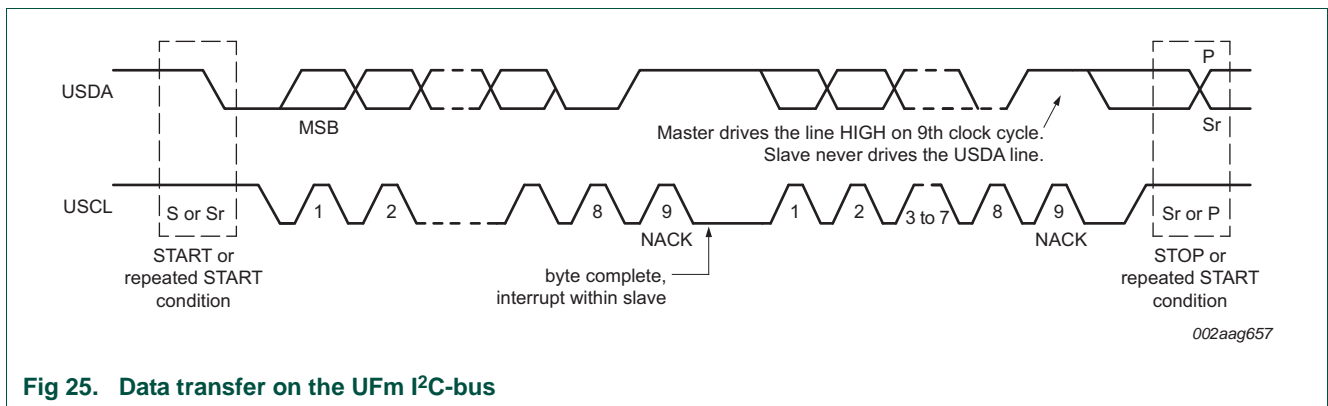 P
USDA
MSB
Master drives the line HIGH on 9th clock cycle.
Slave never drives the USDA line.
Sr
USCL
S or Sr
1
2
8
9
1
2
3 to 7
8
9
Sr or P
NACK
NACK
START or
repeated START
condition
byte complete,
interrupt within slave
STOP or
repeated START
condition
002aag657
Fig 25. Data transfer on the UFm I²C-bus